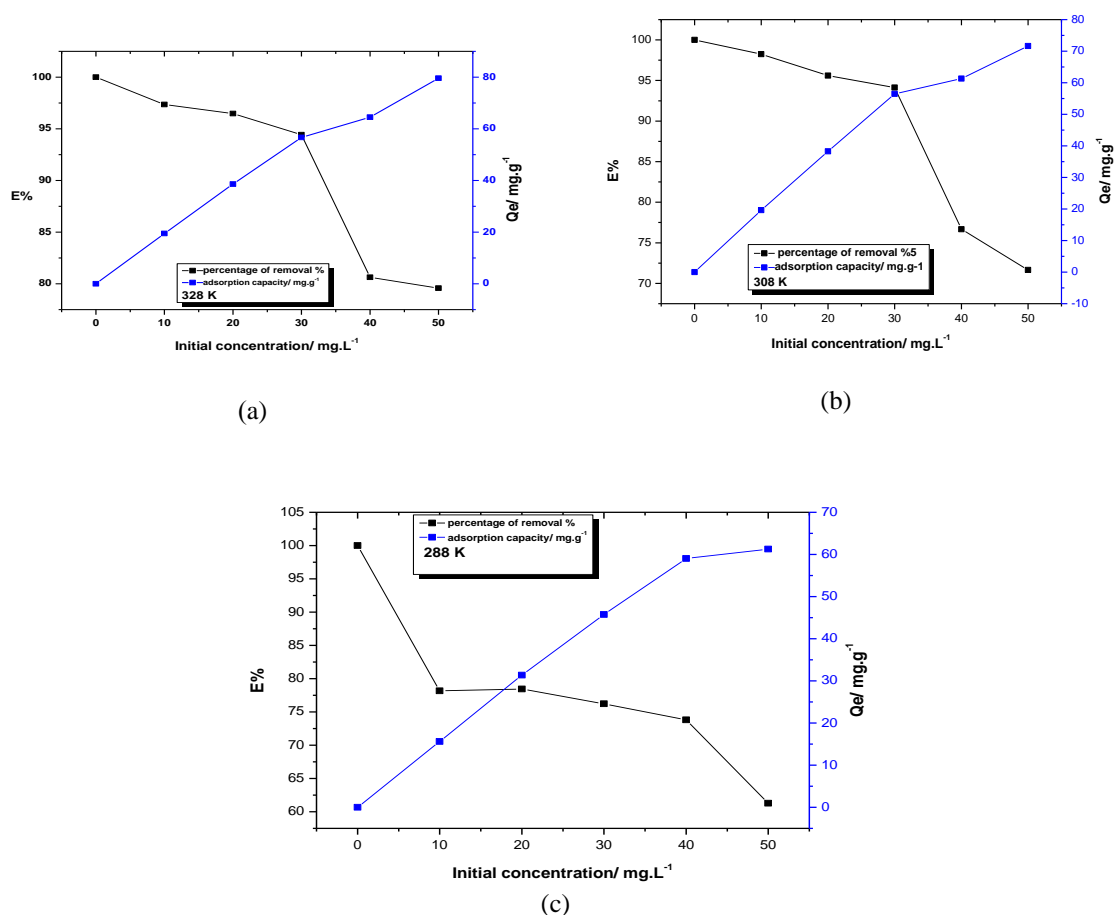 100
95
90
85
80
E%
80
60
40
20
0
Qe/ mg.g⁻¹
percentage of removal %
adsorption capacity/ mg.g⁻¹
328 K
0 10 20 30 40 50
Initial concentration/ mg.L⁻¹
(a)
100
95
90
85
80
75
70
E%
80
70
60
50
40
30
20
10
0
-10
Qe/ mg.g⁻¹
percentage of removal %5
adsorption capacity/ mg.g-1
308 K
0 10 20 30 40 50
Initial concentration/ mg.L⁻¹
(b)
105
100
95
90
85
80
75
70
65
60
E%
70
60
50
40
30
20
10
0
Qe/ mg.g⁻¹
percentage of removal %
adsorption capacity/ mg.g⁻¹
288 K
0 10 20 30 40 50
Initial concentration/ mg.L⁻¹
(c)